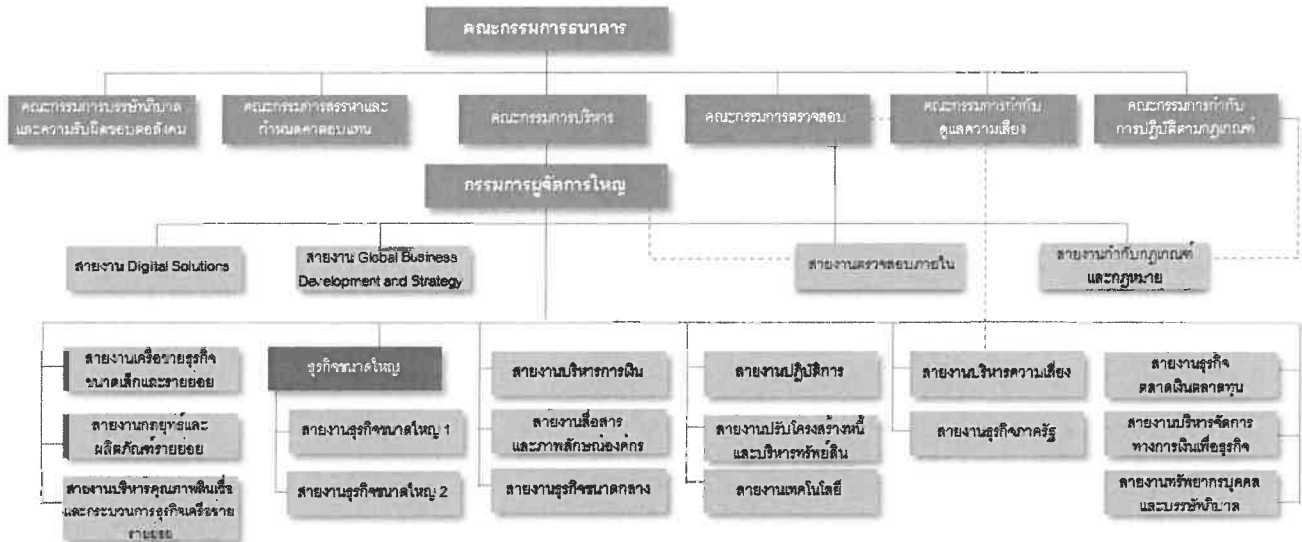 คณะกรรมการธนาคาร
คณะกรรมการบรรษัทภิบาล
และความรับผิดชอบต่อสังคม
คณะกรรมการสรรหาและ
กำหนดค่าตอบแทน
คณะกรรมการบริหาร
คณะกรรมการตรวจสอบ
คณะกรรมการกำกับ
ดูแลความเสี่ยง
คณะกรรมการกำกับ
การปฏิบัติตามกฎเกณฑ์
กรรมการผู้จัดการใหญ่
สายงาน Digital Solutions
สายงาน Global Business
Development and Strategy
สายงานตรวจสอบภายใน
สายงานกำกับกฎเกณฑ์
และกฎหมาย
สายงานเครือข่ายธุรกิจ
ขนาดเล็กและรายย่อย
ธุรกิจขนาดใหญ่
สายงานบริหารการเงิน
สายงานปฏิบัติการ
สายงานบริหารความเสี่ยง
สายงานธุรกิจ
ตลาดเงินตลาดทุน
สายงานกลยุทธ์และ
ผลิตภัณฑ์รายย่อย
สายงานธุรกิจขนาดใหญ่ 1
สายงานสื่อสาร
และภาพลักษณ์องค์กร
สายงานปรับโครงสร้างหนี้
และบริหารทรัพย์สิน
สายงานธุรกิจภาครัฐ
สายงานบริหารจัดการ
ทางการเงินเพื่อธุรกิจ
สายงานบริหารคุณภาพสินเชื่อ
และกระบวนการธุรกิจเครือข่าย
รายย่อย
สายงานธุรกิจขนาดใหญ่ 2
สายงานธุรกิจขนาดกลาง
สายงานเทคโนโลยี
สายงานทรัพยากรบุคคล
และบรรษัทภิบาล